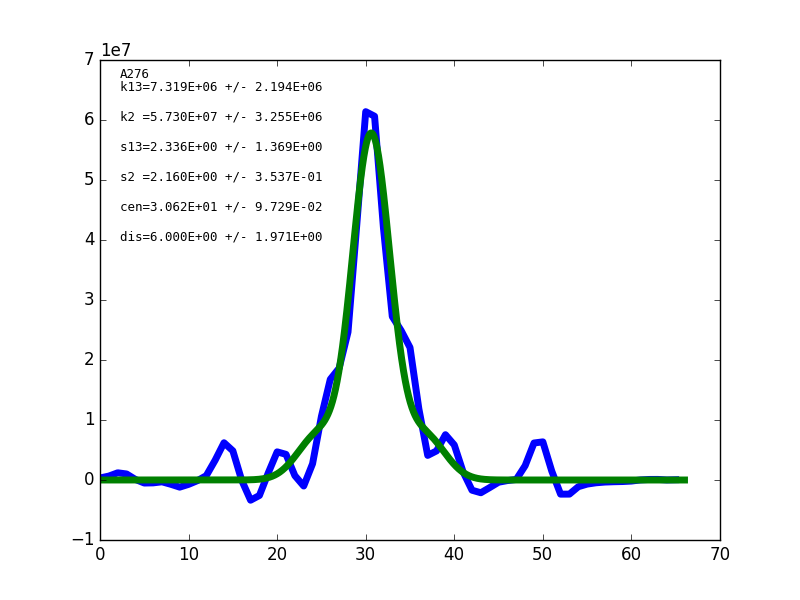 1e7
A276
k13=7.319E+06 +/- 2.194E+06
k2 =5.730E+07 +/- 3.255E+06
s13=2.336E+00 +/- 1.369E+00
s2 =2.160E+00 +/- 3.537E-01
cen=3.062E+01 +/- 9.729E-02
dis=6.000E+00 +/- 1.971E+00
7
6
5
4
3
2
1
0
−1
0 10 20 30 40 50 60 70